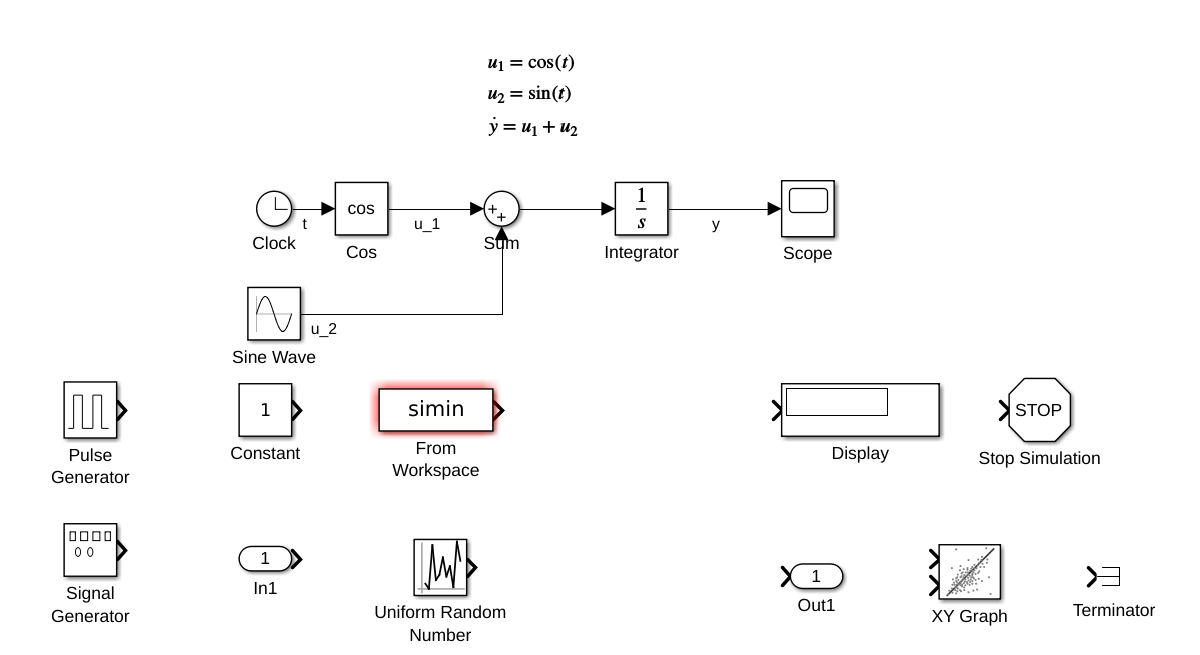 u₁ = cos(t)
u₂ = sin(t)
ẏ = u₁ + u₂
cos
++
1
s
t
u_1
y
Clock
Cos
Sum
Integrator
Scope
u_2
Sine Wave
1
simin
STOP
Pulse
Generator
Constant
From
Workspace
Display
Stop Simulation
1
In1
1
Out1
Signal
Generator
Uniform Random
Number
XY Graph
Terminator